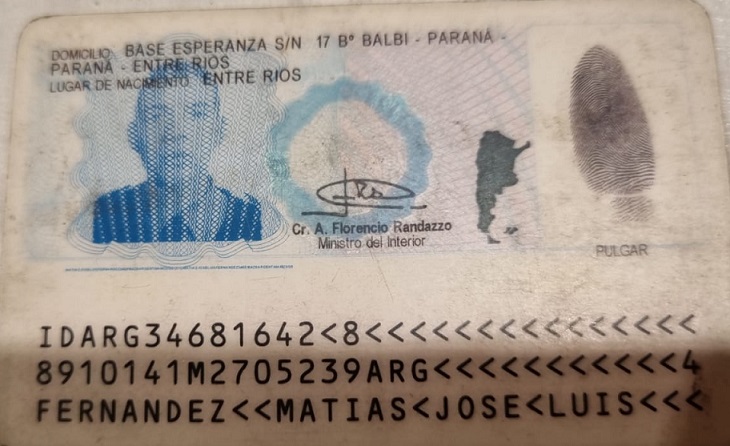 DOMICILIO: BASE ESPERANZA S/N 17 Bº BALBI - PARANÁ -
PARANÁ - ENTRE RIOS
LUGAR DE NACIMIENTO ENTRE RIOS
Cr. A. Florencio Randazzo
Ministro del Interior
PULGAR
IDARG34681642<8<<<<<<<<<<<<<<<
8910141M2705239ARG<<<<<<<<<<<4
FERNANDEZ<<MATIAS<JOSE<LUIS<<<